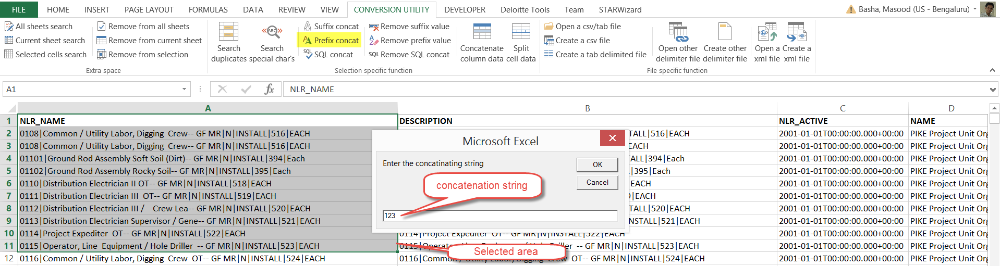 FILE HOME INSERT PAGE LAYOUT FORMULAS DATA REVIEW VIEW CONVERSION UTILITY DEVELOPER Deloitte Tools Team STARWizard Basha, Masood (US - Bengaluru)
All sheets search
Current sheet search
Selected cells search
Remove from all sheets
Remove from current sheet
Remove from selection
Extra space
Search
duplicates
ABC
Search
special char's
Suffix concat
Prefix concat
SQL SQL concat
Remove suffix value
Remove prefix value
SQL Remove SQL concat
Concatenate
column data
Split
cell data
Selection specific function
Open a csv/tab file
Create a csv file
Create a tab delimited file
Open other
delimiter file
Create other
delimiter file
Open a
xml file
Create a
xml file
File specific function
A1 fx NLR_NAME
A B C D
1 NLR_NAME DESCRIPTION NLR_ACTIVE NAME
2 0108|Common / Utility Labor, Digging  Crew-- GF MR|N|INSTALL|516|EACH TALL|516|EACH 2001-01-01T00:00:00.000+00:00 PIKE Project Unit Org
3 0108|Common / Utility Labor, Digging  Crew-- GF MR|N|INSTALL|516|EACH |EACH 2001-01-01T00:00:00.000+00:00 PIKE Project Unit Org
4 01101|Ground Rod Assembly Soft Soil (Dirt)-- GF MR|N|INSTALL|394|Each TALL|394|Each 2001-01-01T00:00:00.000+00:00 PIKE Project Unit Org
5 01102|Ground Rod Assembly Rocky Soil-- GF MR|N|INSTALL|395|Each |395|Each 2001-01-01T00:00:00.000+00:00 PIKE Project Unit Org
6 0110|Distribution Electrician II OT-- GF MR|N|INSTALL|518|EACH |EACH 2001-01-01T00:00:00.000+00:00 PIKE Project Unit Org
7 0111|Distribution Electrician III  OT-- GF MR|N|INSTALL|519|EACH 9|EACH 2001-01-01T00:00:00.000+00:00 PIKE Project Unit Org
8 0112|Distribution Electrician III /    Crew Lea-- GF MR|N|INSTALL|520|EACH STALL|520|EACH 2001-01-01T00:00:00.000+00:00 PIKE Project Unit Org
9 0113|Distribution Electrician Supervisor / Gene-- GF MR|N|INSTALL|521|EACH NSTALL|521|EACH 2001-01-01T00:00:00.000+00:00 PIKE Project Unit Org
10 0114|Project Expediter  OT-- GF MR|N|INSTALL|522|EACH 0114|Project Expediter  OT-- GF MR|N|INSTALL|522|EACH 2001-01-01T00:00:00.000+00:00 PIKE Project Unit Org
11 0115|Operator, Line  Equipment / Hole Driller  -- GF MR|N|INSTALL|523|EACH 0115|Operator, Line Equipment / Hole Driller  -- GF MR|N|INSTALL|523|EACH 2001-01-01T00:00:00.000+00:00 PIKE Project Unit Org
12 0116|Common / Utility Labor, Digging  Crew  OT-- GF MR|N|INSTALL|524|EACH 0116|Common / Utility Labor, Digging  Crew  OT-- GF MR|N|INSTALL|524|EACH 2001-01-01T00:00:00.000+00:00 PIKE Project Unit Org
Microsoft Excel
Enter the concatinating string
OK
Cancel
concatenation string
123
Selected area